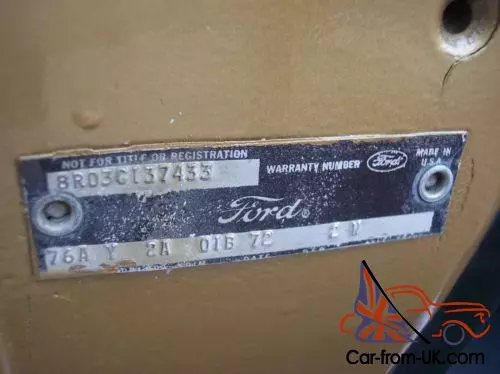 NOT FOR TITLE OR REGISTRATION
8R03C137433
WARRANTY NUMBER
Ford
MADE IN
U.S.A.
Ford®
76A Y 2A 01B 72 2 W
DATE
Car-from-UK.com